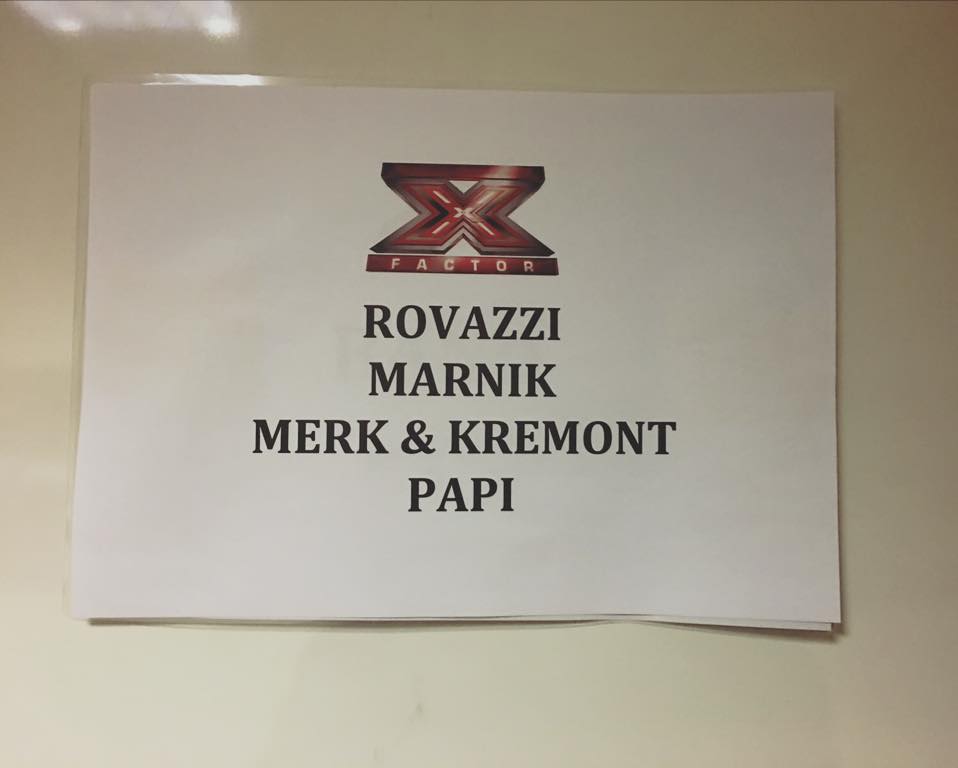 X
FACTOR
ROVAZZI
MARNIK
MERK & KREMONT
PAPI